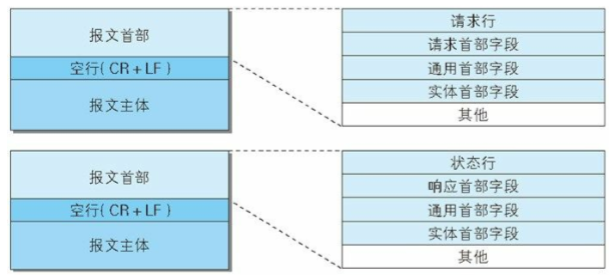 报文首部
空行(CR+LF)
报文主体
请求行
请求首部字段
通用首部字段
实体首部字段
其他
报文首部
空行(CR+LF)
报文主体
状态行
响应首部字段
通用首部字段
实体首部字段
其他